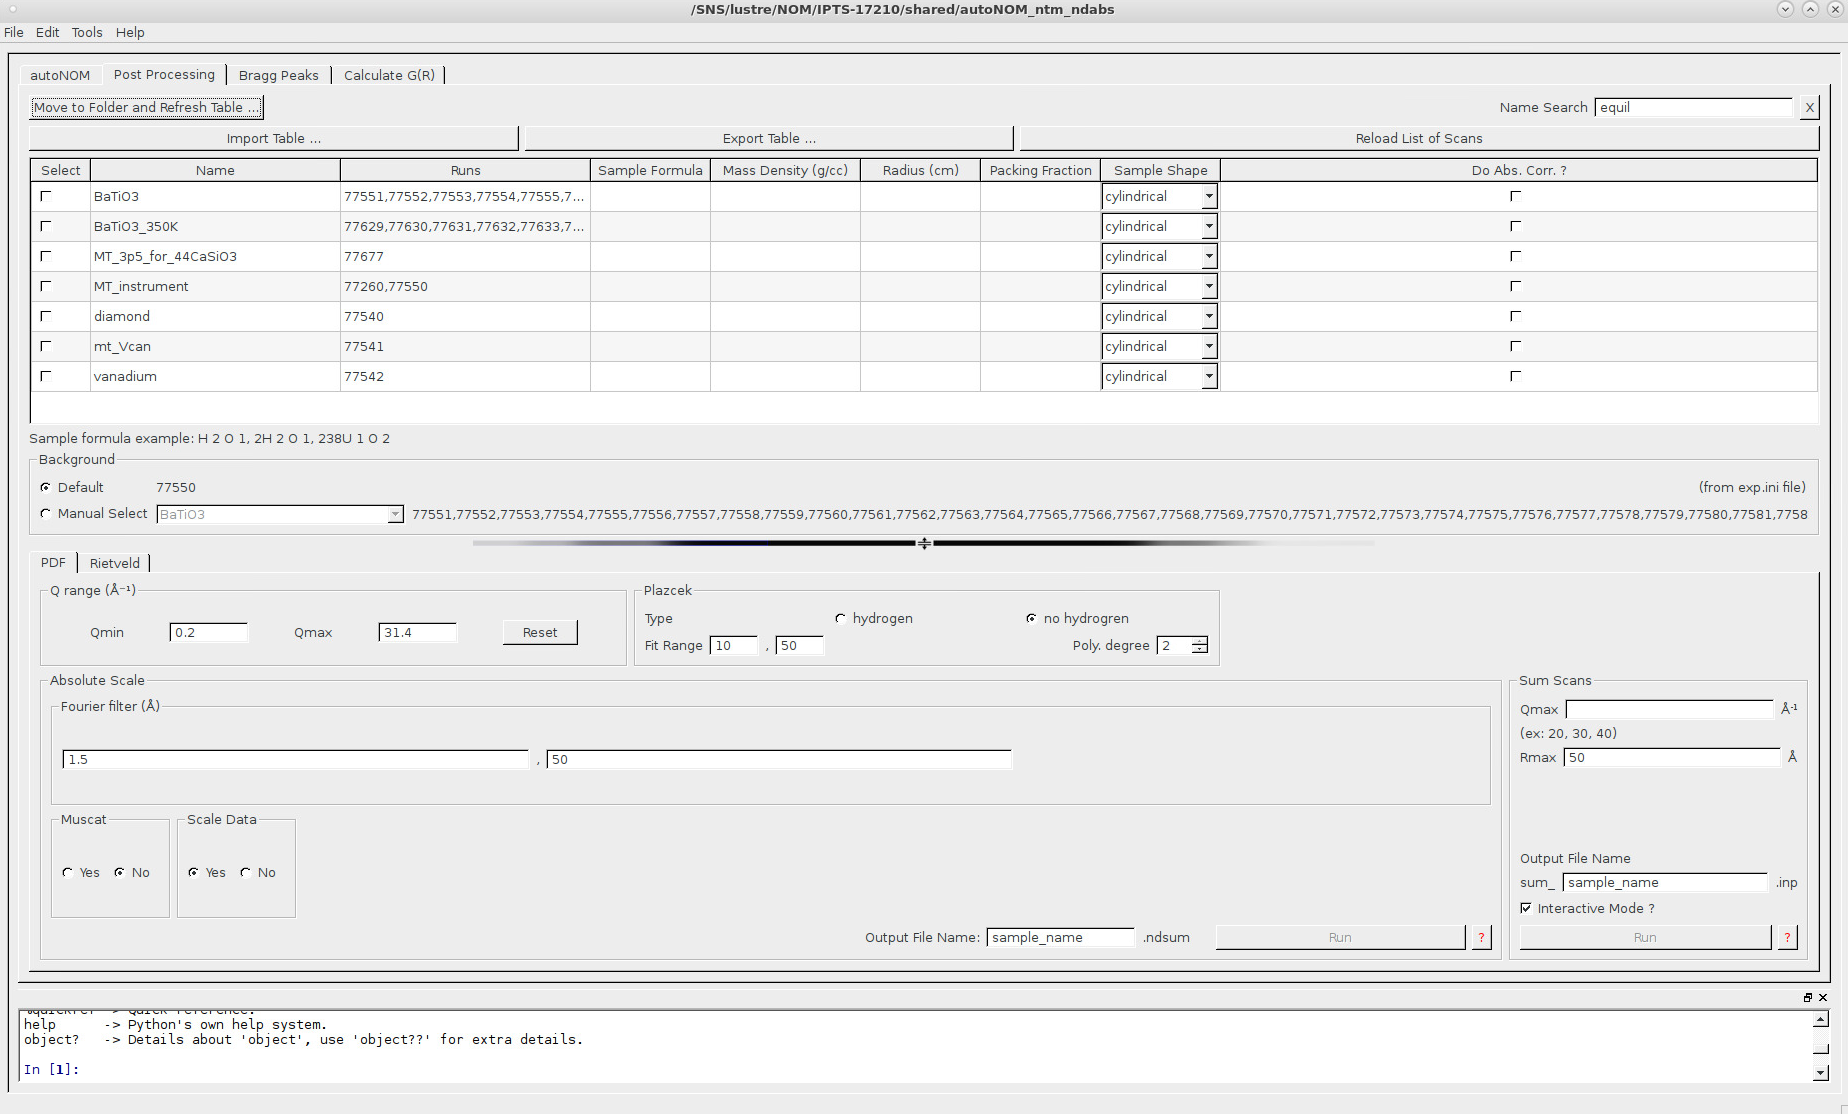 /SNS/lustre/NOM/IPTS-17210/shared/autoNOM_ntm_ndabs
File Edit Tools Help
autoNOM Post Processing Bragg Peaks Calculate G(R)
Move to Folder and Refresh Table ... Name Search equil X
Import Table ... Export Table ... Reload List of Scans
Select Name Runs Sample Formula Mass Density (g/cc) Radius (cm) Packing Fraction Sample Shape Do Abs. Corr. ?
BaTiO3 77551,77552,77553,77554,77555,7... cylindrical
BaTiO3_350K 77629,77630,77631,77632,77633,7... cylindrical
MT_3p5_for_44CaSiO3 77677 cylindrical
MT_instrument 77260,77550 cylindrical
diamond 77540 cylindrical
mt_Vcan 77541 cylindrical
vanadium 77542 cylindrical
Sample formula example: H 2 O 1, 2H 2 O 1, 238U 1 O 2
Background
Default 77550 (from exp.ini file)
Manual Select BaTiO3 77551,77552,77553,77554,77555,77556,77557,77558,77559,77560,77561,77562,77563,77564,77565,77566,77567,77568,77569,77570,77571,77572,77573,77574,77575,77576,77577,77578,77579,77580,77581,7758
PDF Rietveld
Q range (Å⁻¹) Plazcek
Type hydrogen no hydrogren
Qmin 0.2 Qmax 31.4 Reset
Fit Range 10 , 50 Poly. degree 2
Absolute Scale Sum Scans
Fourier filter (Å) Qmax Å⁻¹
(ex: 20, 30, 40)
1.5 , 50 Rmax 50 Å
Muscat Scale Data
Output File Name
Yes No Yes No
sum_ sample_name .inp
Interactive Mode ?
Output File Name: sample_name .ndsum Run ? Run ?
%quickref -> Quick reference.
help -> Python's own help system.
object? -> Details about 'object', use 'object??' for extra details.
In [1]: